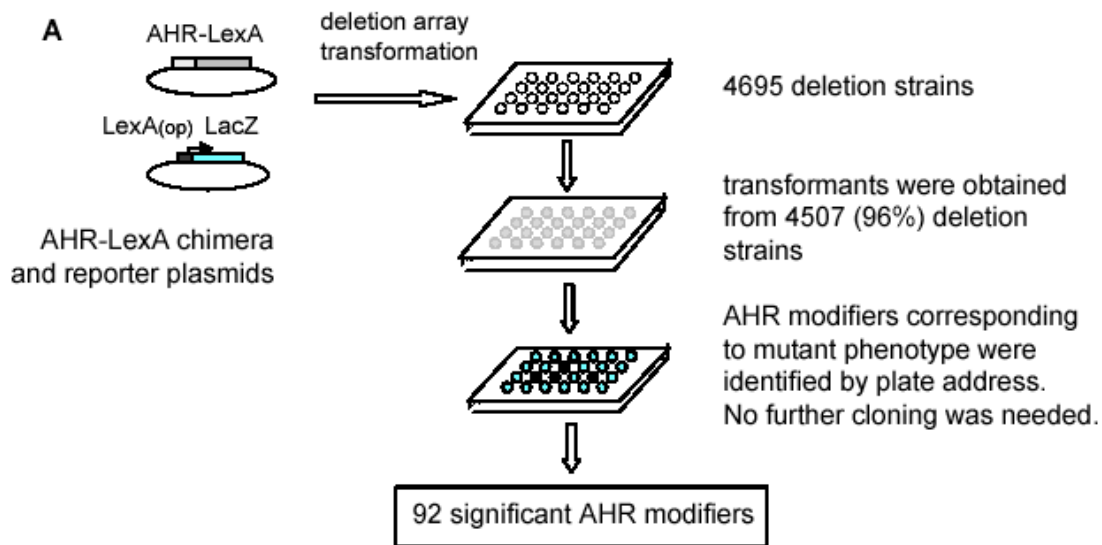 A
AHR-LexA
LexA(op) LacZ
AHR-LexA chimera
and reporter plasmids
deletion array
transformation
4695 deletion strains
transformants were obtained
from 4507 (96%) deletion
strains
AHR modifiers corresponding
to mutant phenotype were
identified by plate address.
No further cloning was needed.
92 significant AHR modifiers